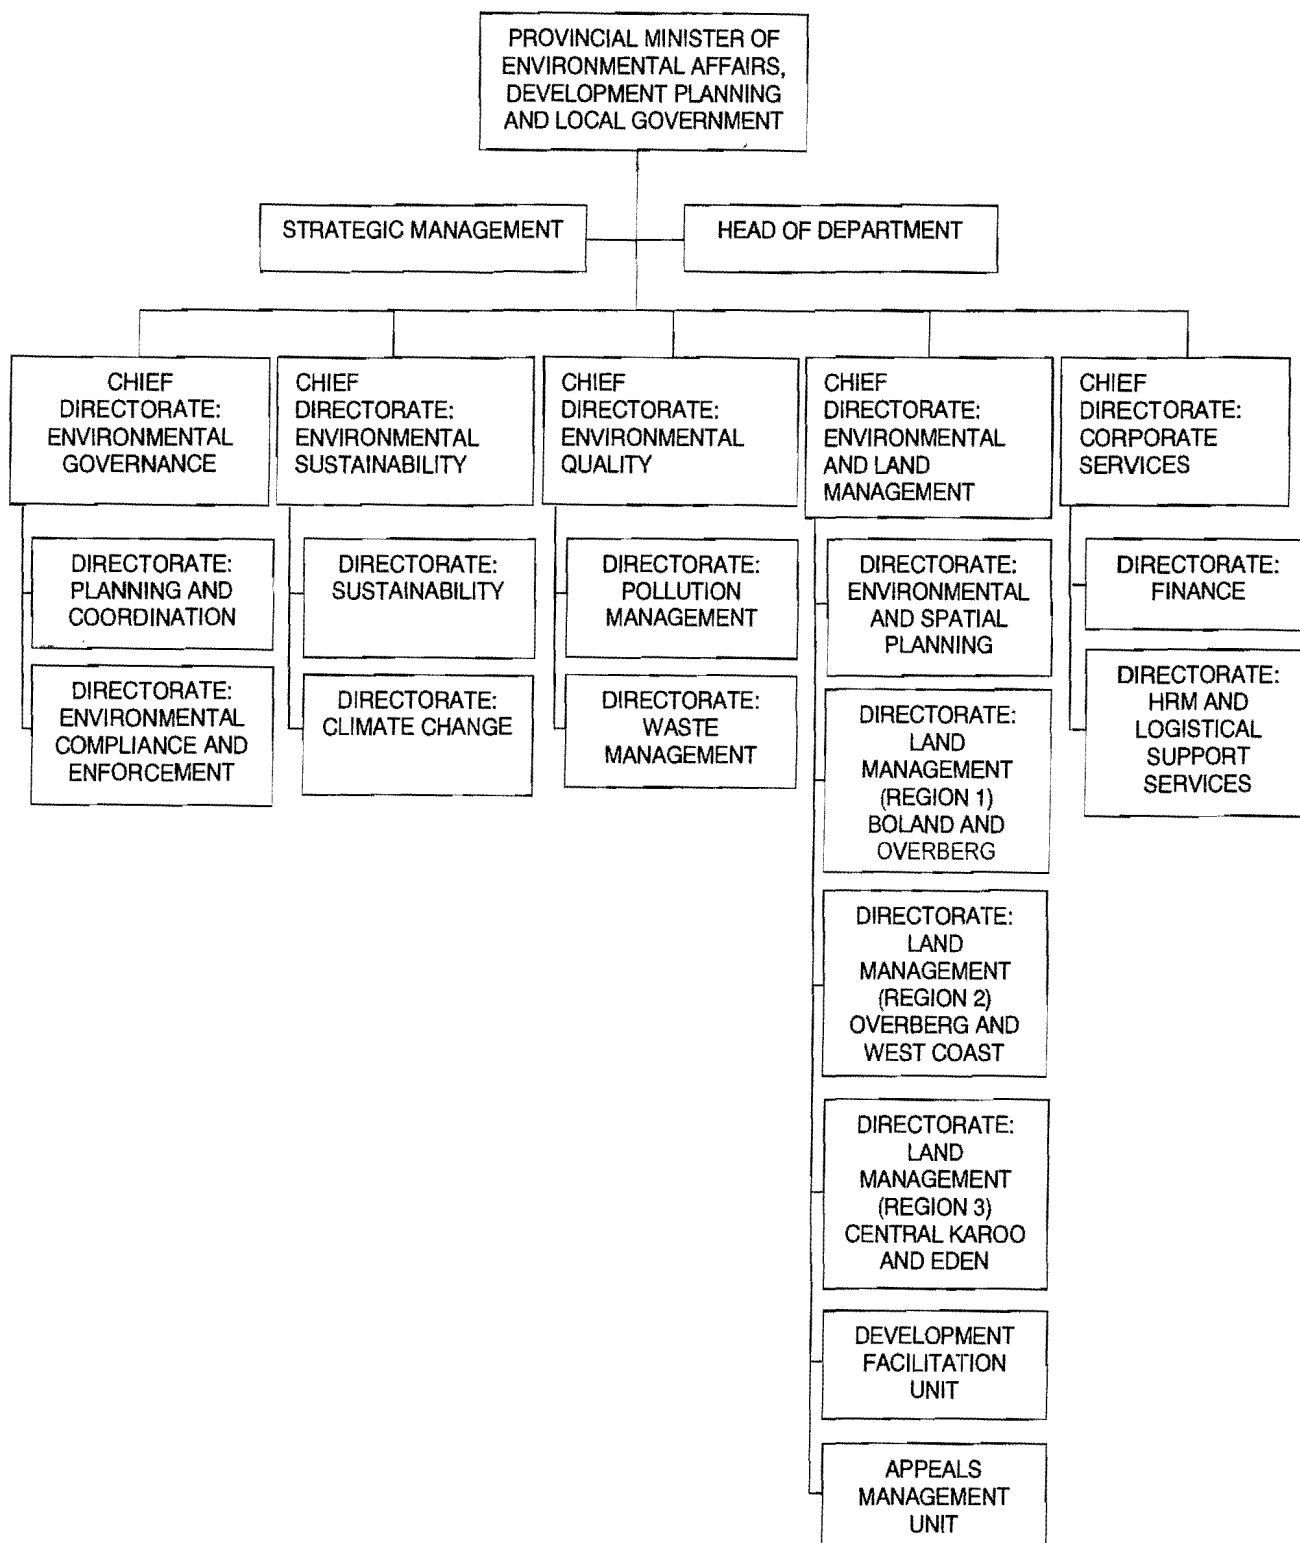 PROVINCIAL MINISTER OF
ENVIRONMENTAL AFFAIRS,
DEVELOPMENT PLANNING
AND LOCAL GOVERNMENT
STRATEGIC MANAGEMENT
HEAD OF DEPARTMENT
CHIEF
DIRECTORATE:
ENVIRONMENTAL
GOVERNANCE
DIRECTORATE:
PLANNING AND
COORDINATION
DIRECTORATE:
ENVIRONMENTAL
COMPLIANCE AND
ENFORCEMENT
CHIEF
DIRECTORATE:
ENVIRONMENTAL
SUSTAINABILITY
DIRECTORATE:
SUSTAINABILITY
DIRECTORATE:
CLIMATE CHANGE
CHIEF
DIRECTORATE:
ENVIRONMENTAL
QUALITY
DIRECTORATE:
POLLUTION
MANAGEMENT
DIRECTORATE:
WASTE
MANAGEMENT
CHIEF
DIRECTORATE:
ENVIRONMENTAL
AND LAND
MANAGEMENT
DIRECTORATE:
ENVIRONMENTAL
AND SPATIAL
PLANNING
DIRECTORATE:
LAND
MANAGEMENT
(REGION 1)
BOLAND AND
OVERBERG
DIRECTORATE:
LAND
MANAGEMENT
(REGION 2)
OVERBERG AND
WEST COAST
DIRECTORATE:
LAND
MANAGEMENT
(REGION 3)
CENTRAL KAROO
AND EDEN
DEVELOPMENT
FACILITATION
UNIT
APPEALS
MANAGEMENT
UNIT
CHIEF
DIRECTORATE:
CORPORATE
SERVICES
DIRECTORATE:
FINANCE
DIRECTORATE:
HRM AND
LOGISTICAL
SUPPORT
SERVICES